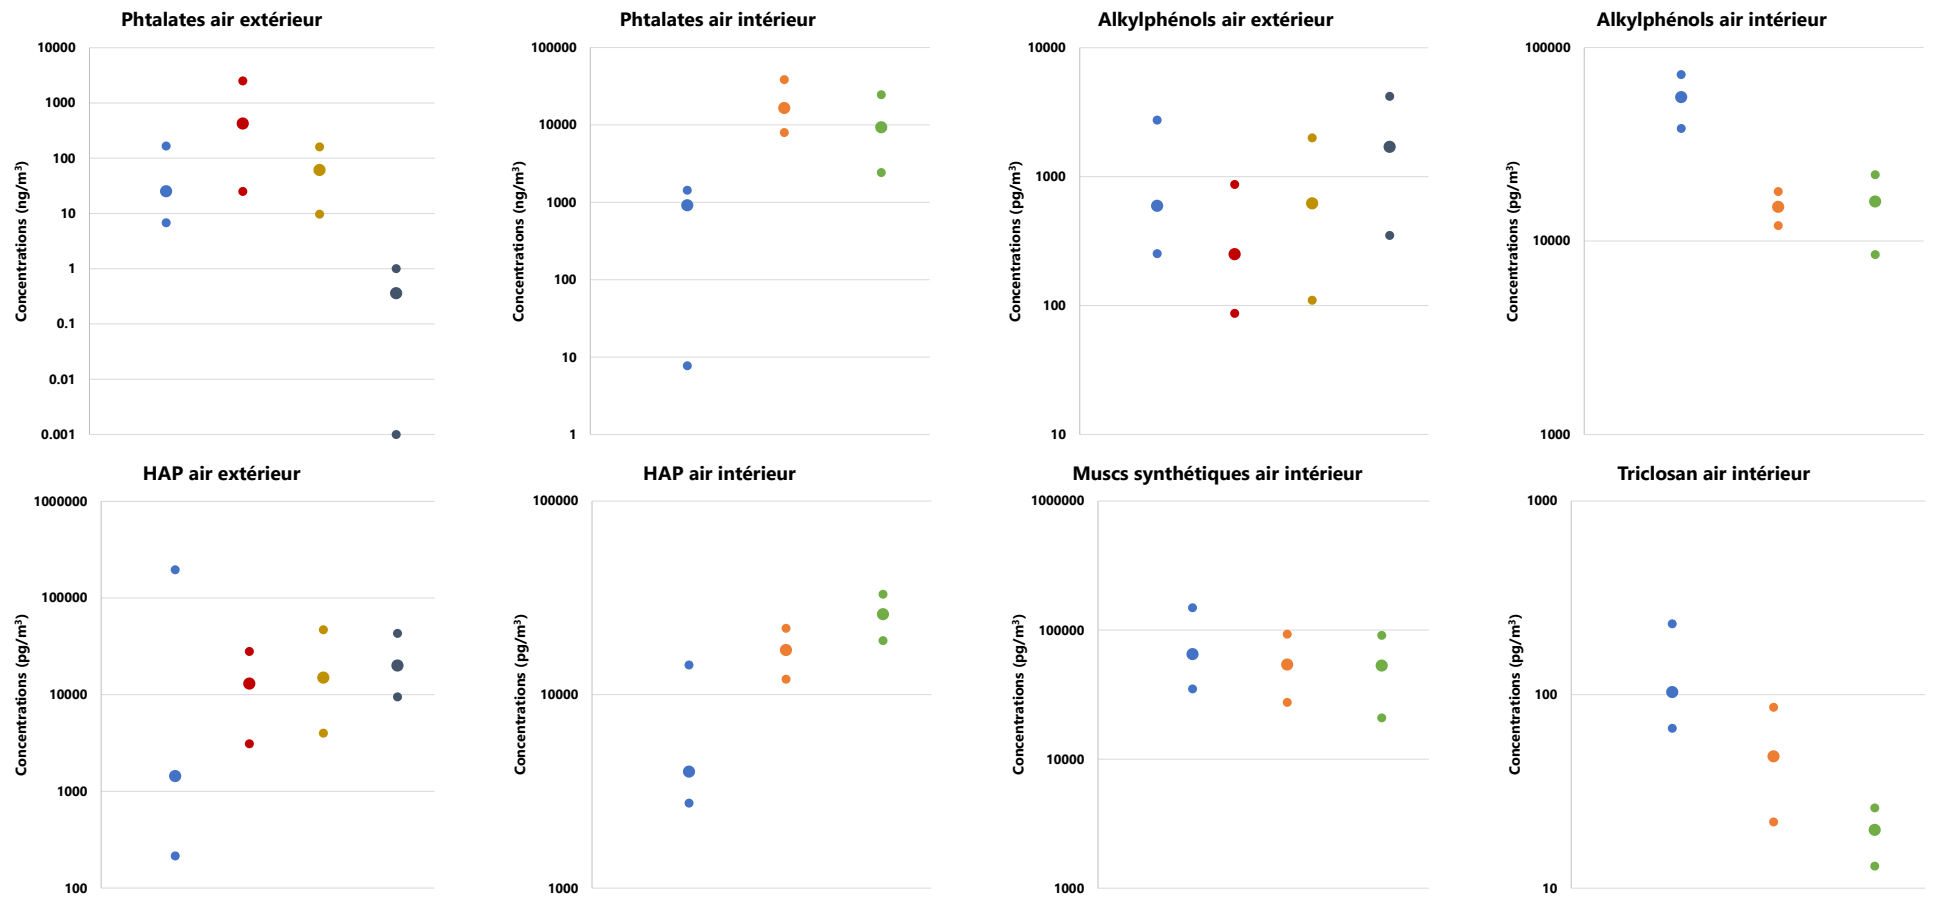 Phtalates air extérieur
Concentrations (ng/m³)
10000
1000
100
10
1
0.1
0.01
0.001
Phtalates air intérieur
Concentrations (ng/m³)
100000
10000
1000
100
10
1
Alkylphénols air extérieur
Concentrations (pg/m³)
10000
1000
100
10
Alkylphénols air intérieur
Concentrations (pg/m³)
100000
10000
1000
HAP air extérieur
Concentrations (pg/m³)
1000000
100000
10000
1000
100
HAP air intérieur
Concentrations (pg/m³)
100000
10000
1000
Muscs synthétiques air intérieur
Concentrations (pg/m³)
1000000
100000
10000
1000
Triclosan air intérieur
Concentrations (pg/m³)
1000
100
10